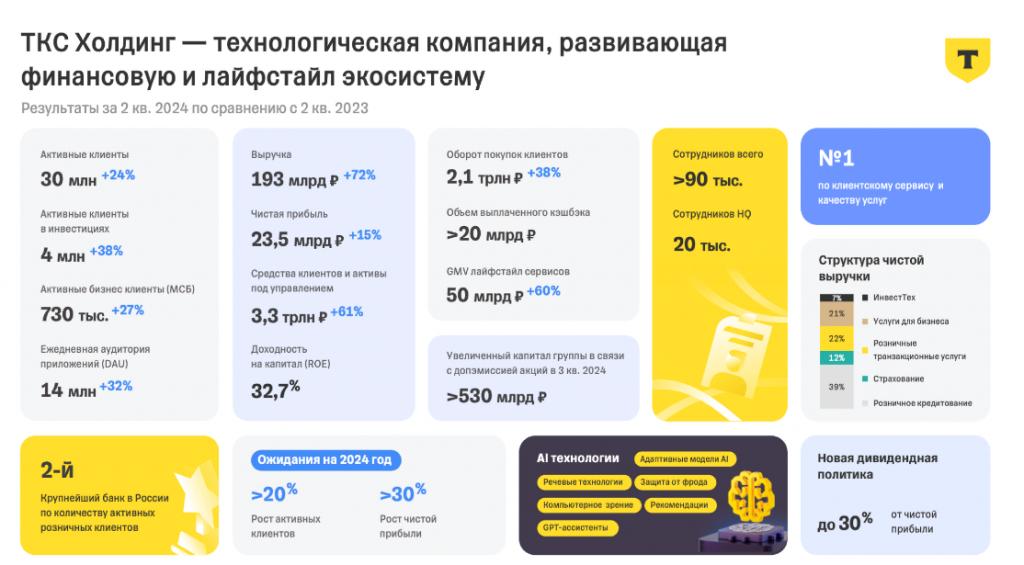 ТКС Холдинг — технологическая компания, развивающая
финансовую и лайфстайл экосистему
Т
Результаты за 2 кв. 2024 по сравнению с 2 кв. 2023
Активные клиенты
30 млн +24%
Активные клиенты
в инвестициях
4 млн +38%
Активные бизнес клиенты (МСБ)
730 тыс. +27%
Ежедневная аудитория
приложений (DAU)
14 млн +32%
Выручка
193 млрд ₽ +72%
Чистая прибыль
23,5 млрд ₽ +15%
Средства клиентов и активы
под управлением
3,3 трлн ₽ +61%
Доходность
на капитал (ROE)
32,7%
Оборот покупок клиентов
2,1 трлн ₽ +38%
Объем выплаченного кэшбэка
>20 млрд ₽
GMV лайфстайл сервисов
50 млрд ₽ +60%
Увеличенный капитал группы в связи
с допэмиссией акций в 3 кв. 2024
>530 млрд ₽
Сотрудников всего
>90 тыс.
Сотрудников HQ
20 тыс.
№1
по клиентскому сервису и
качеству услуг
Структура чистой
выручки
7% ИнвестТех
21% Услуги для бизнеса
22% Розничные
транзакционные услуги
12% Страхование
39% Розничное кредитование
2-й
Крупнейший банк в России
по количеству активных
розничных клиентов
Ожидания на 2024 год
>20% >30%
Рост активных Рост чистой
клиентов прибыли
AI технологии Адаптивные модели AI
Речевые технологии Защита от фрода
Компьютерное зрение Рекомендации
GPT-ассистенты
Новая дивидендная
политика
до 30% от чистой
прибыли